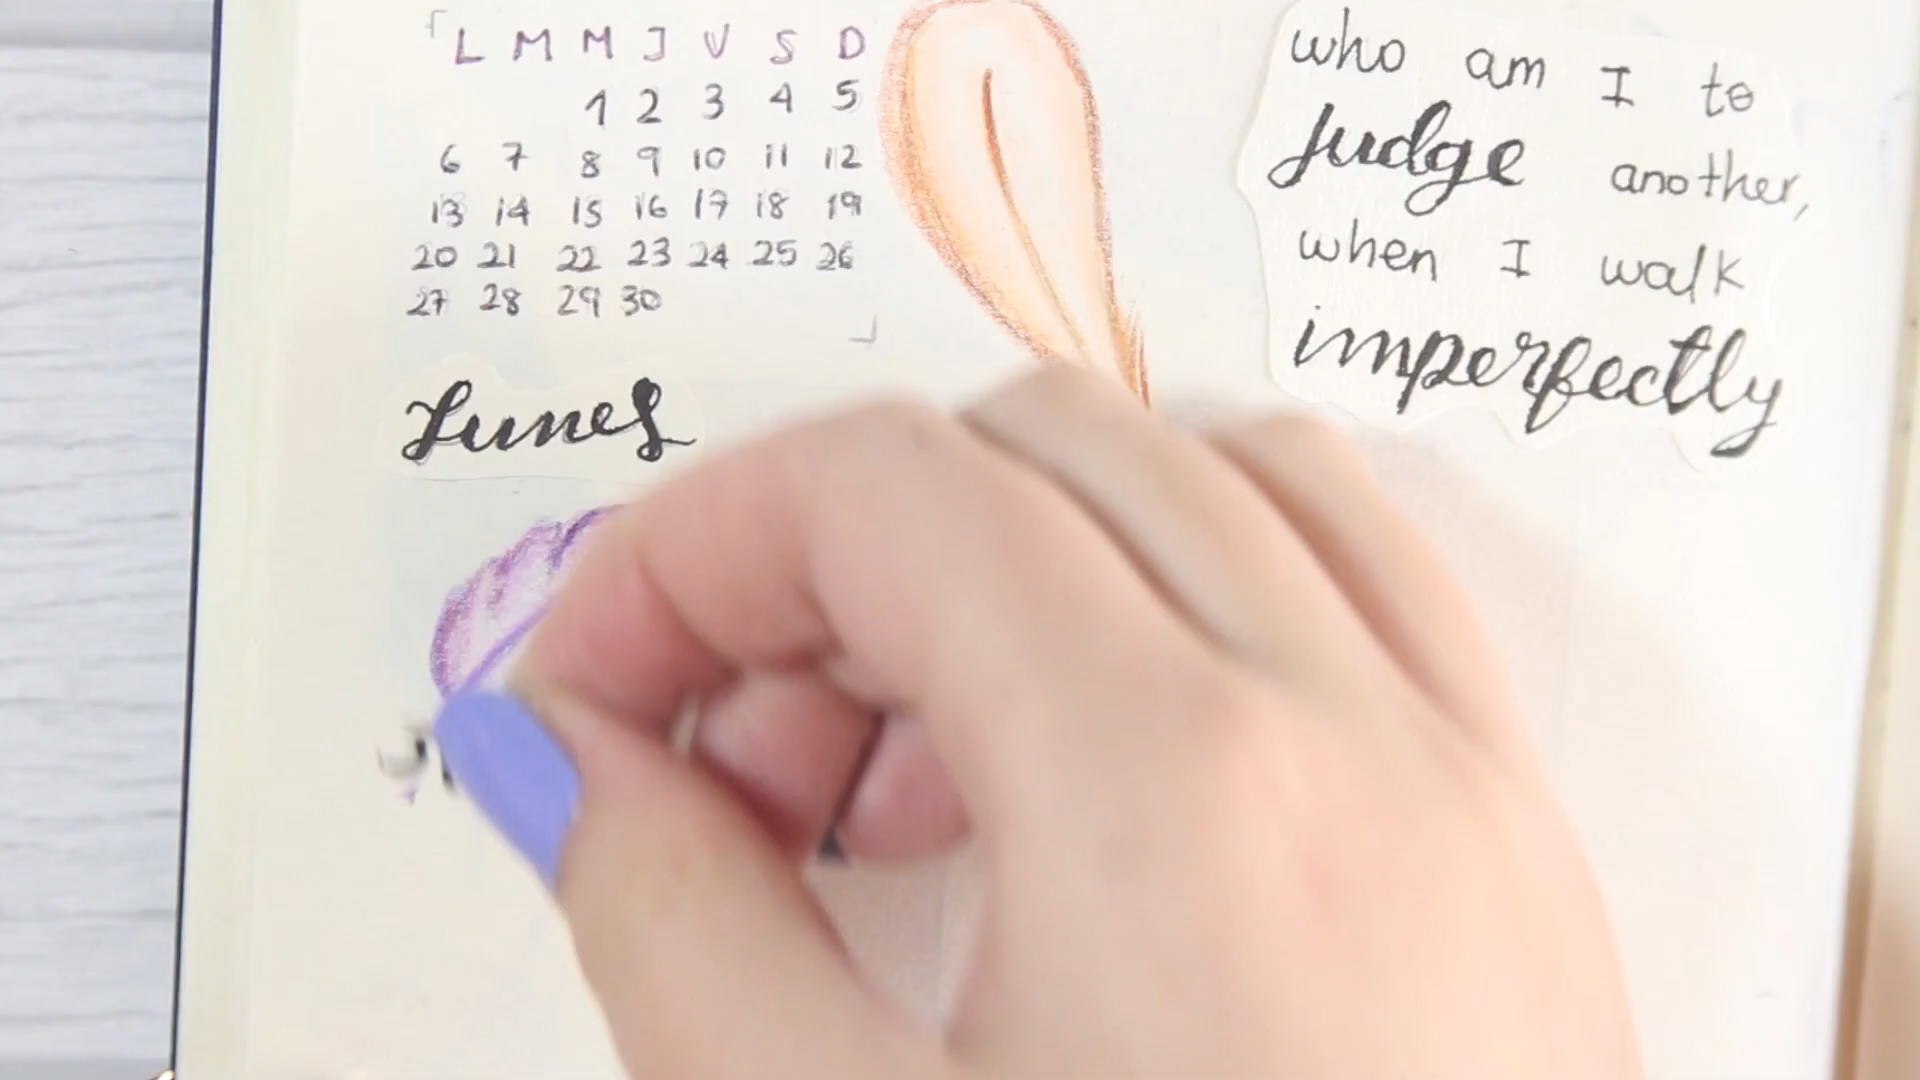 L M M J V S D
1 2 3 4 5
6 7 8 9 10 11 12
13 14 15 16 17 18 19
20 21 22 23 24 25 26
27 28 29 30
Lunes
who am I to
judge another,
when I walk
imperfectly